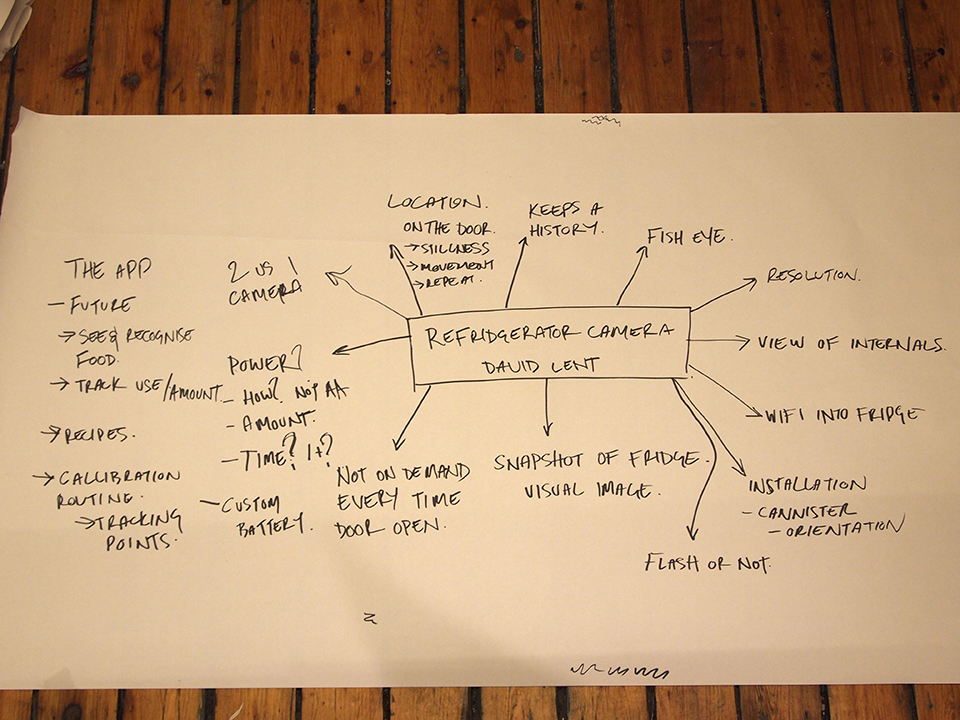 REFRIDGERATOR CAMERA
DAVID LENT
LOCATION.
ON THE DOOR.
→ STILLNESS
→ MOVEMENT
→ REPEAT.
KEEPS A
HISTORY.
FISH EYE.
RESOLUTION.
VIEW OF INTERNALS.
WIFI INTO FRIDGE
INSTALLATION
- CANNISTER
- ORIENTATION
FLASH OR NOT.
SNAPSHOT OF FRIDGE.
VISUAL IMAGE.
NOT ON DEMAND
EVERY TIME
DOOR OPEN.
POWER?
- HOW? NOT AA
- AMOUNT.
- TIME? 1+?
- CUSTOM
BATTERY.
2 VS 1
CAMERA
THE APP
- FUTURE
→ SEE & RECOGNISE
FOOD.
→ TRACK USE/AMOUNT.
→ RECIPES.
→ CALLIBRATION
ROUTING.
→ TRACKING
POINTS.